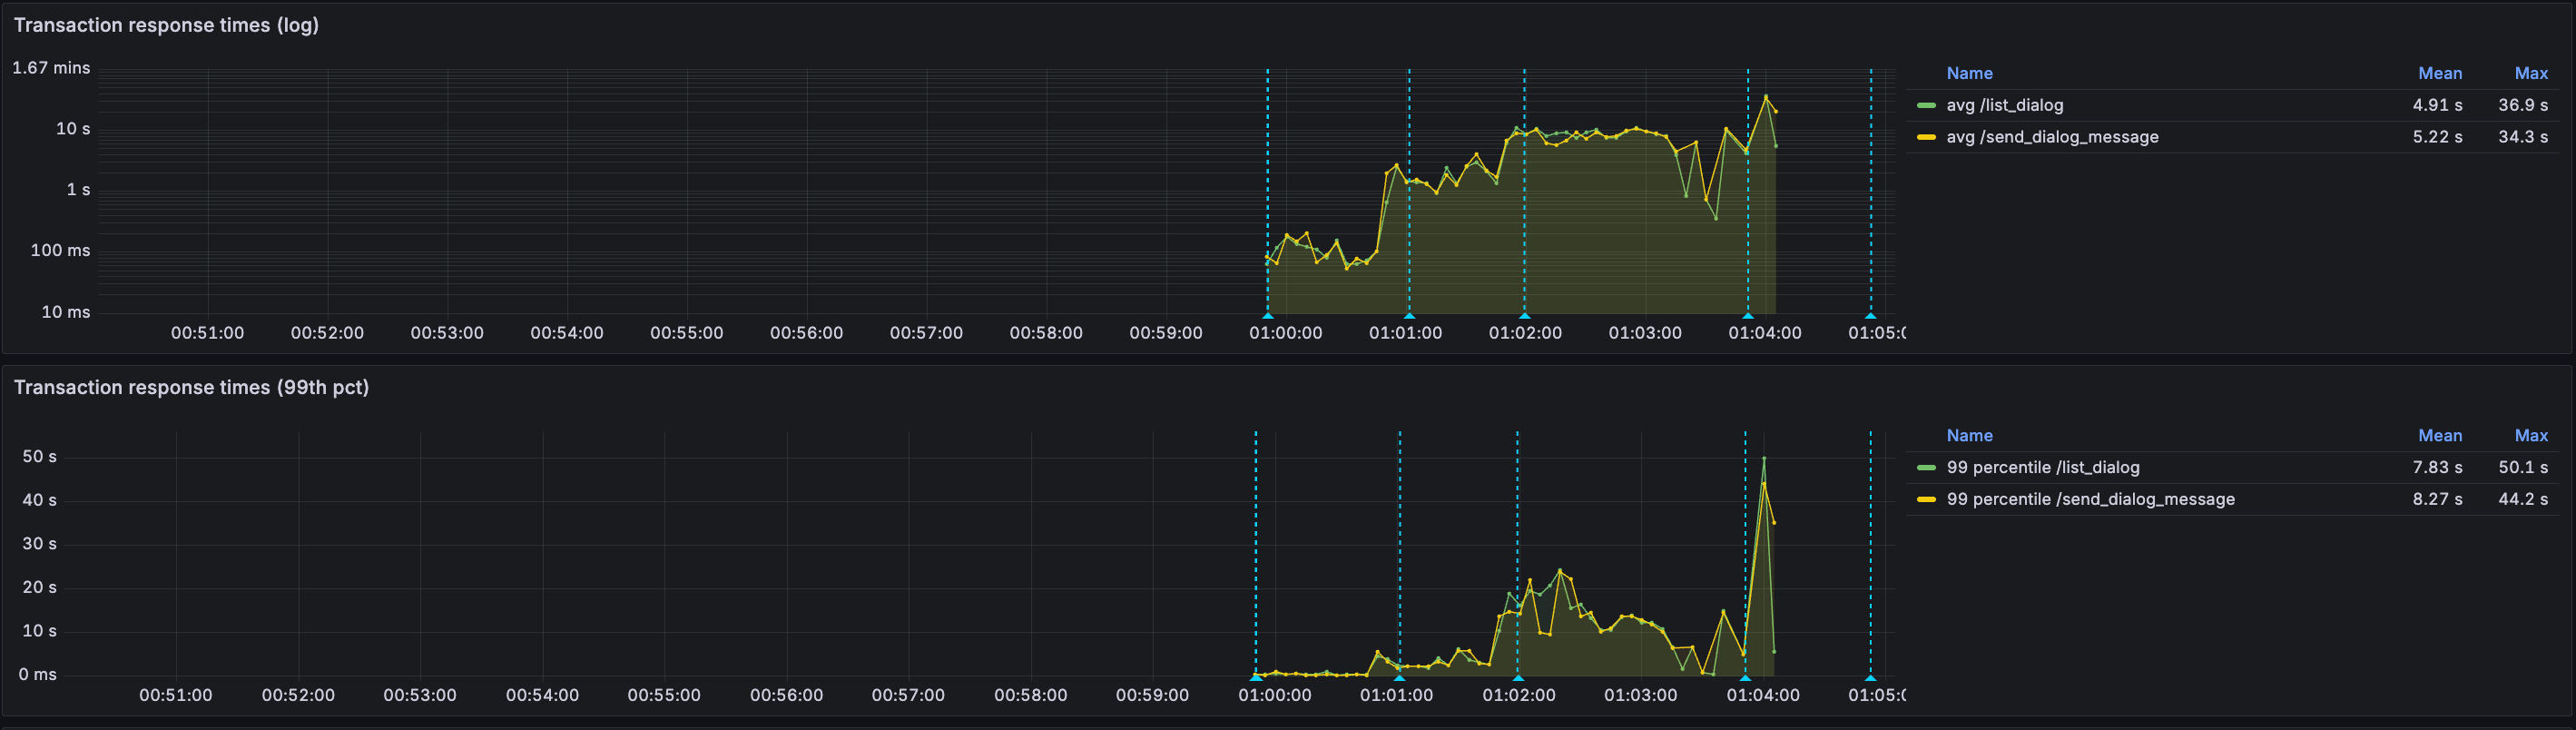 Transaction response times (log)
1.67 mins
10 s
1 s
100 ms
10 ms
00:51:00 00:52:00 00:53:00 00:54:00 00:55:00 00:56:00 00:57:00 00:58:00 00:59:00 01:00:00 01:01:00 01:02:00 01:03:00 01:04:00 01:05:0
Name Mean Max
avg /list_dialog 4.91 s 36.9 s
avg /send_dialog_message 5.22 s 34.3 s
Transaction response times (99th pct)
50 s
40 s
30 s
20 s
10 s
0 ms
00:51:00 00:52:00 00:53:00 00:54:00 00:55:00 00:56:00 00:57:00 00:58:00 00:59:00 01:00:00 01:01:00 01:02:00 01:03:00 01:04:00 01:05:0
Name Mean Max
99 percentile /list_dialog 7.83 s 50.1 s
99 percentile /send_dialog_message 8.27 s 44.2 s